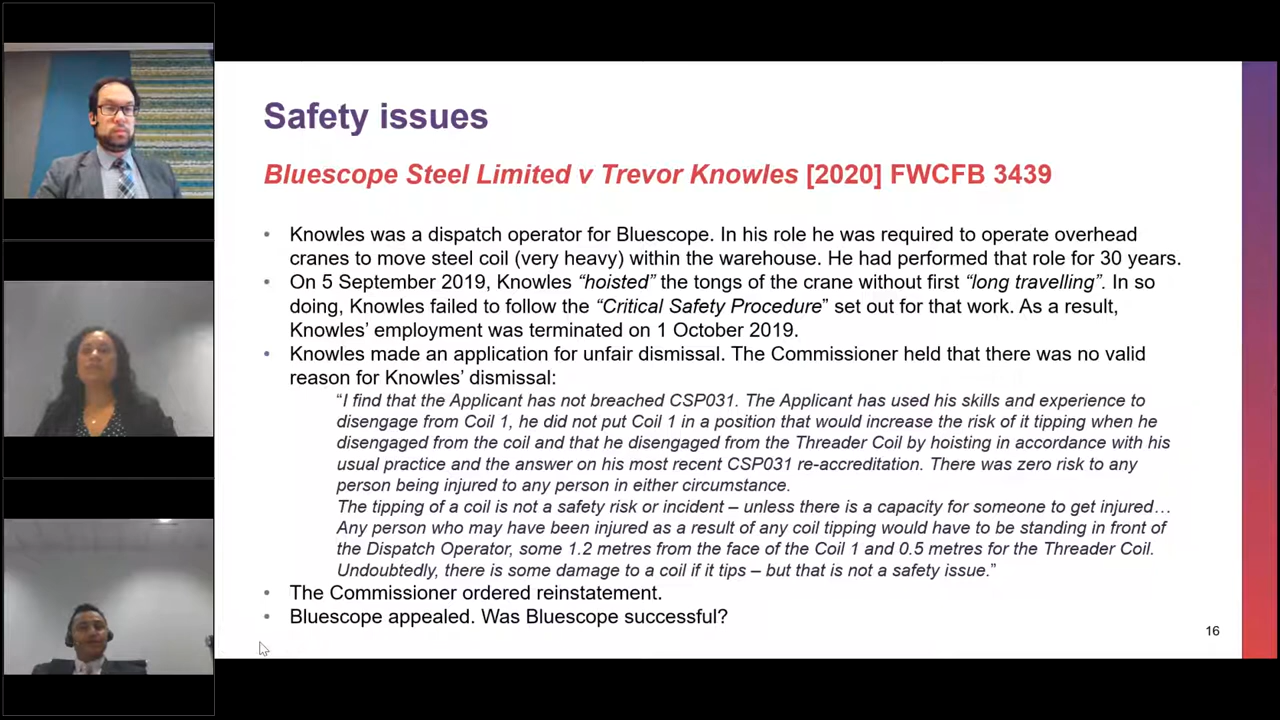 Safety issues
Bluescope Steel Limited v Trevor Knowles [2020] FWCFB 3439
• Knowles was a dispatch operator for Bluescope. In his role he was required to operate overhead
cranes to move steel coil (very heavy) within the warehouse. He had performed that role for 30 years.
• On 5 September 2019, Knowles “hoisted” the tongs of the crane without first “long travelling”. In so
doing, Knowles failed to follow the “Critical Safety Procedure” set out for that work. As a result,
Knowles’ employment was terminated on 1 October 2019.
• Knowles made an application for unfair dismissal. The Commissioner held that there was no valid
reason for Knowles’ dismissal:
“I find that the Applicant has not breached CSP031. The Applicant has used his skills and experience to
disengage from Coil 1, he did not put Coil 1 in a position that would increase the risk of it tipping when he
disengaged from the coil and that he disengaged from the Threader Coil by hoisting in accordance with his
usual practice and the answer on his most recent CSP031 re-accreditation. There was zero risk to any
person being injured to any person in either circumstance.
The tipping of a coil is not a safety risk or incident – unless there is a capacity for someone to get injured…
Any person who may have been injured as a result of any coil tipping would have to be standing in front of
the Dispatch Operator, some 1.2 metres from the face of the Coil 1 and 0.5 metres for the Threader Coil.
Undoubtedly, there is some damage to a coil if it tips – but that is not a safety issue.”
• The Commissioner ordered reinstatement.
• Bluescope appealed. Was Bluescope successful?
16